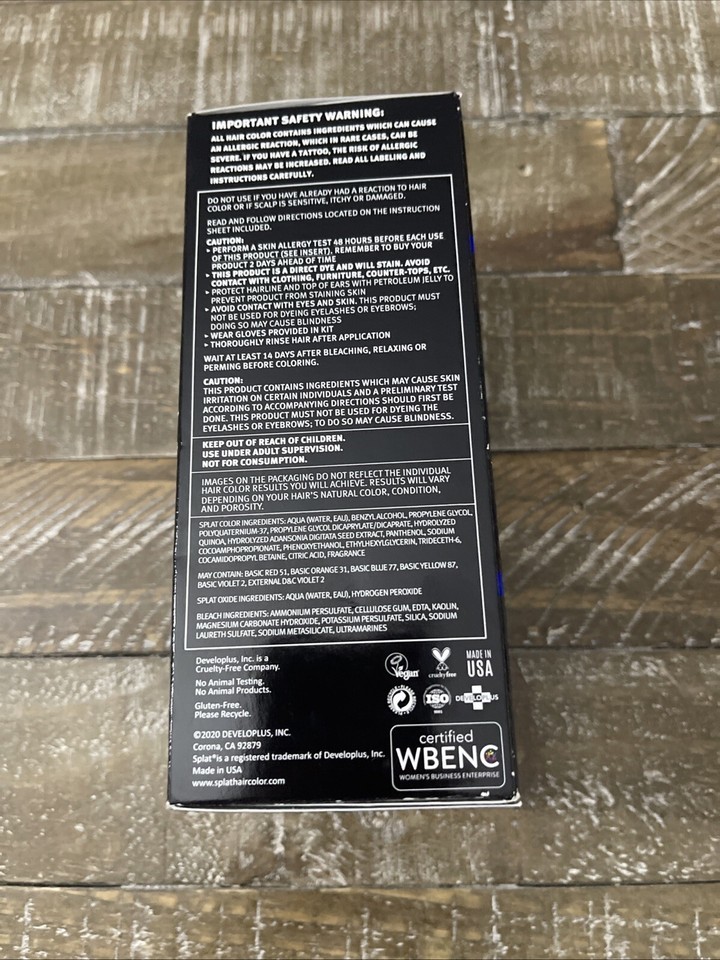 IMPORTANT SAFETY WARNING:
ALL HAIR COLOR CONTAINS INGREDIENTS WHICH CAN CAUSE
AN ALLERGIC REACTION, WHICH IN RARE CASES, CAN BE
SEVERE. IF YOU HAVE A TATTOO, THE RISK OF ALLERGIC
REACTIONS MAY BE INCREASED. READ ALL LABELING AND
INSTRUCTIONS CAREFULLY.
DO NOT USE IF YOU HAVE ALREADY HAD A REACTION TO HAIR
COLOR OR IF SCALP IS SENSITIVE, ITCHY OR DAMAGED.
READ AND FOLLOW DIRECTIONS LOCATED ON THE INSTRUCTION
SHEET INCLUDED.
CAUTION:
PERFORM A SKIN ALLERGY TEST 48 HOURS BEFORE EACH USE
OF THIS PRODUCT (SEE INSERT). REMEMBER TO BUY YOUR
PRODUCT 2 DAYS AHEAD OF TIME
THIS PRODUCT IS A DIRECT DYE AND WILL STAIN. AVOID
CONTACT WITH CLOTHING, FURNITURE, COUNTER-TOPS, ETC.
PROTECT HAIRLINE AND TOP OF EARS WITH PETROLEUM JELLY TO
PREVENT PRODUCT FROM STAINING SKIN
AVOID CONTACT WITH EYES AND SKIN. THIS PRODUCT MUST
NOT BE USED FOR DYEING EYELASHES OR EYEBROWS;
DOING SO MAY CAUSE BLINDNESS
WEAR GLOVES PROVIDED IN KIT
THOROUGHLY RINSE HAIR AFTER APPLICATION
WAIT AT LEAST 14 DAYS AFTER BLEACHING, RELAXING OR
PERMING BEFORE COLORING.
CAUTION:
THIS PRODUCT CONTAINS INGREDIENTS WHICH MAY CAUSE SKIN
IRRITATION ON CERTAIN INDIVIDUALS AND A PRELIMINARY TEST
ACCORDING TO ACCOMPANYING DIRECTIONS SHOULD FIRST BE
DONE. THIS PRODUCT MUST NOT BE USED FOR DYEING THE
EYELASHES OR EYEBROWS; TO DO SO MAY CAUSE BLINDNESS.
KEEP OUT OF REACH OF CHILDREN.
USE UNDER ADULT SUPERVISION.
NOT FOR CONSUMPTION.
IMAGES ON THE PACKAGING DO NOT REFLECT THE INDIVIDUAL
HAIR COLOR RESULTS YOU WILL ACHIEVE. RESULTS WILL VARY
DEPENDING ON YOUR HAIR'S NATURAL COLOR, CONDITION,
AND POROSITY.
SPLAT COLOR INGREDIENTS: AQUA (WATER, EAU), BENZYL ALCOHOL, PROPYLENE GLYCOL,
POLYQUATERNIUM-37, PROPYLENE GLYCOL DICAPRYLATE/DICAPRATE, HYDROLYZED
QUINOA, HYDROLYZED ADANSONIA DIGITATA SEED EXTRACT, PANTHENOL, SODIUM
COCOAMPHOPROPIONATE, PHENOXYETHANOL, ETHYLHEXYLGLYCERIN, TRIDECETH-6,
COCAMIDOPROPYL BETAINE, CITRIC ACID, FRAGRANCE
MAY CONTAIN: BASIC RED 51, BASIC ORANGE 31, BASIC BLUE 77, BASIC YELLOW 87,
BASIC VIOLET 2, EXTERNAL D&C VIOLET 2
SPLAT OXIDE INGREDIENTS: AQUA (WATER, EAU), HYDROGEN PEROXIDE
BLEACH INGREDIENTS: AMMONIUM PERSULFATE, CELLULOSE GUM, EDTA, KAOLIN,
MAGNESIUM CARBONATE HYDROXIDE, POTASSIUM PERSULFATE, SILICA, SODIUM
LAURETH SULFATE, SODIUM METASILICATE, ULTRAMARINES
Developlus, Inc. is a
Cruelty-Free Company.
No Animal Testing.
No Animal Products.
Gluten-Free.
Please Recycle.
Vegan
crueltyfree
MADE IN
USA
ISO
DEVELOPLUS
©2020 DEVELOPLUS, INC.
Corona, CA 92879
Splat® is a registered trademark of Developlus, Inc.
Made in USA
www.splathaircolor.com
certified
WBENC
WOMEN'S BUSINESS ENTERPRISE